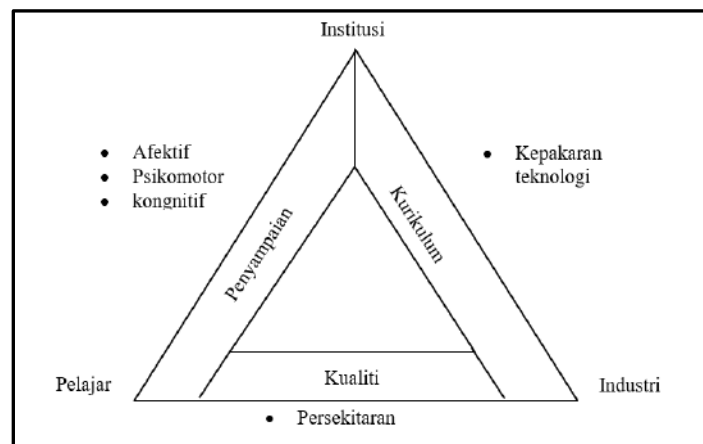 Institusi
• Afektif
• Psikomotor
• kongnitif
• Kepakaran
teknologi
Penyampaian
Kurikulum
Pelajar
Kualiti
Industri
• Persekitaran